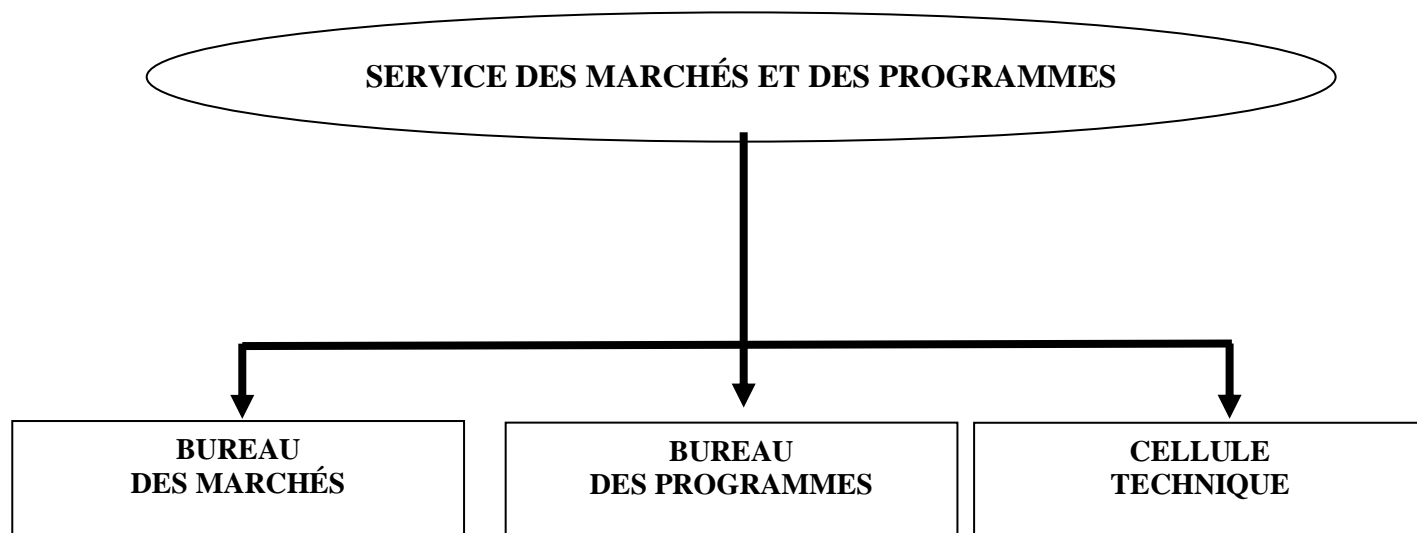 SERVICE DES MARCHÉS ET DES PROGRAMMES
BUREAU
DES MARCHÉS
BUREAU
DES PROGRAMMES
CELLULE
TECHNIQUE